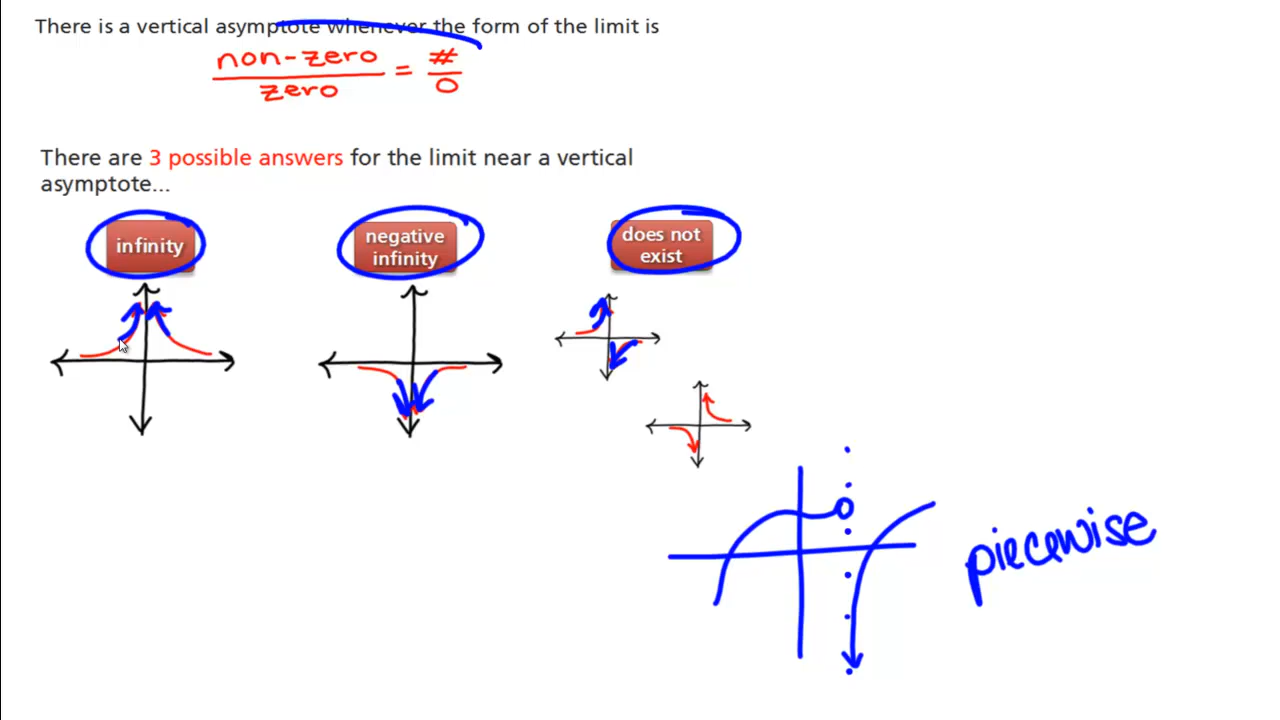 There is a vertical asymptote whenever the form of the limit is
non-zero
zero
= #
0
There are 3 possible answers for the limit near a vertical
asymptote...
infinity
negative
infinity
does not
exist
piecewise